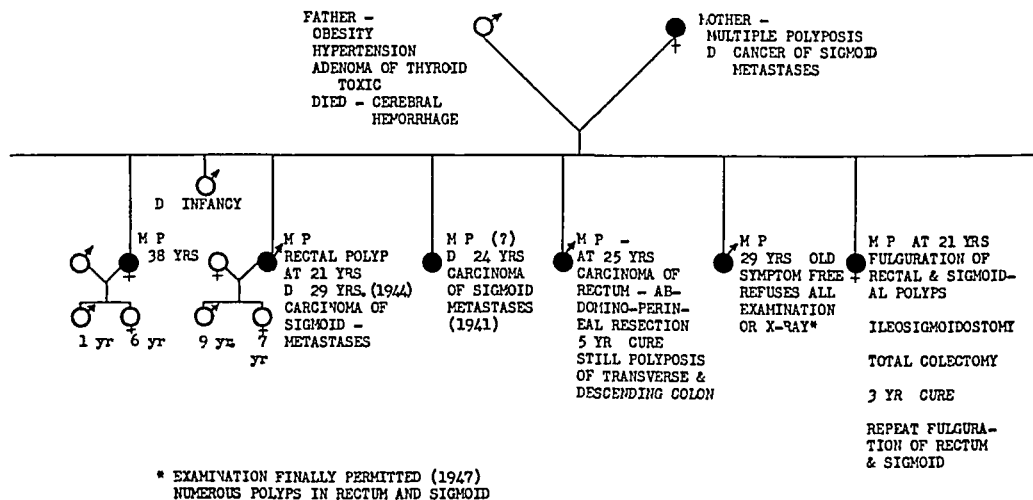 FATHER –
OBESITY
HYPERTENSION
ADENOMA OF THYROID
TOXIC
DIED – CEREBRAL
HEMORRHAGE
MOTHER –
MULTIPLE POLYPOSIS
D CANCER OF SIGMOID
METASTASES
D INFANCY
M P
38 YRS
1 yr
6 yr
M P
RECTAL POLYP
AT 21 YRS
D 29 YRS. (1944)
CARCINOMA OF
SIGMOID –
METASTASES
9 yr.
7
yr
M P (?)
D 24 YRS
CARCINOMA
OF SIGMOID
METASTASES
(1941)
M P –
AT 25 YRS
CARCINOMA OF
RECTUM – AB-
DOMINO-PERIN-
EAL RESECTION
5 YR CURE
STILL POLYPOSIS
OF TRANSVERSE &
DESCENDING COLON
M P
29 YRS OLD
SYMPTOM FREE
REFUSES ALL
EXAMINATION
OR X-RAY*
M P AT 21 YRS
FULGURATION OF
RECTAL & SIGMOID-
AL POLYPS
ILEOSIGMOIDOSTOMY
TOTAL COLECTOMY
3 YR CURE
REPEAT FULGURA-
TION OF RECTUM
& SIGMOID
* EXAMINATION FINALLY PERMITTED (1947)
NUMEROUS POLYPS IN RECTUM AND SIGMOID